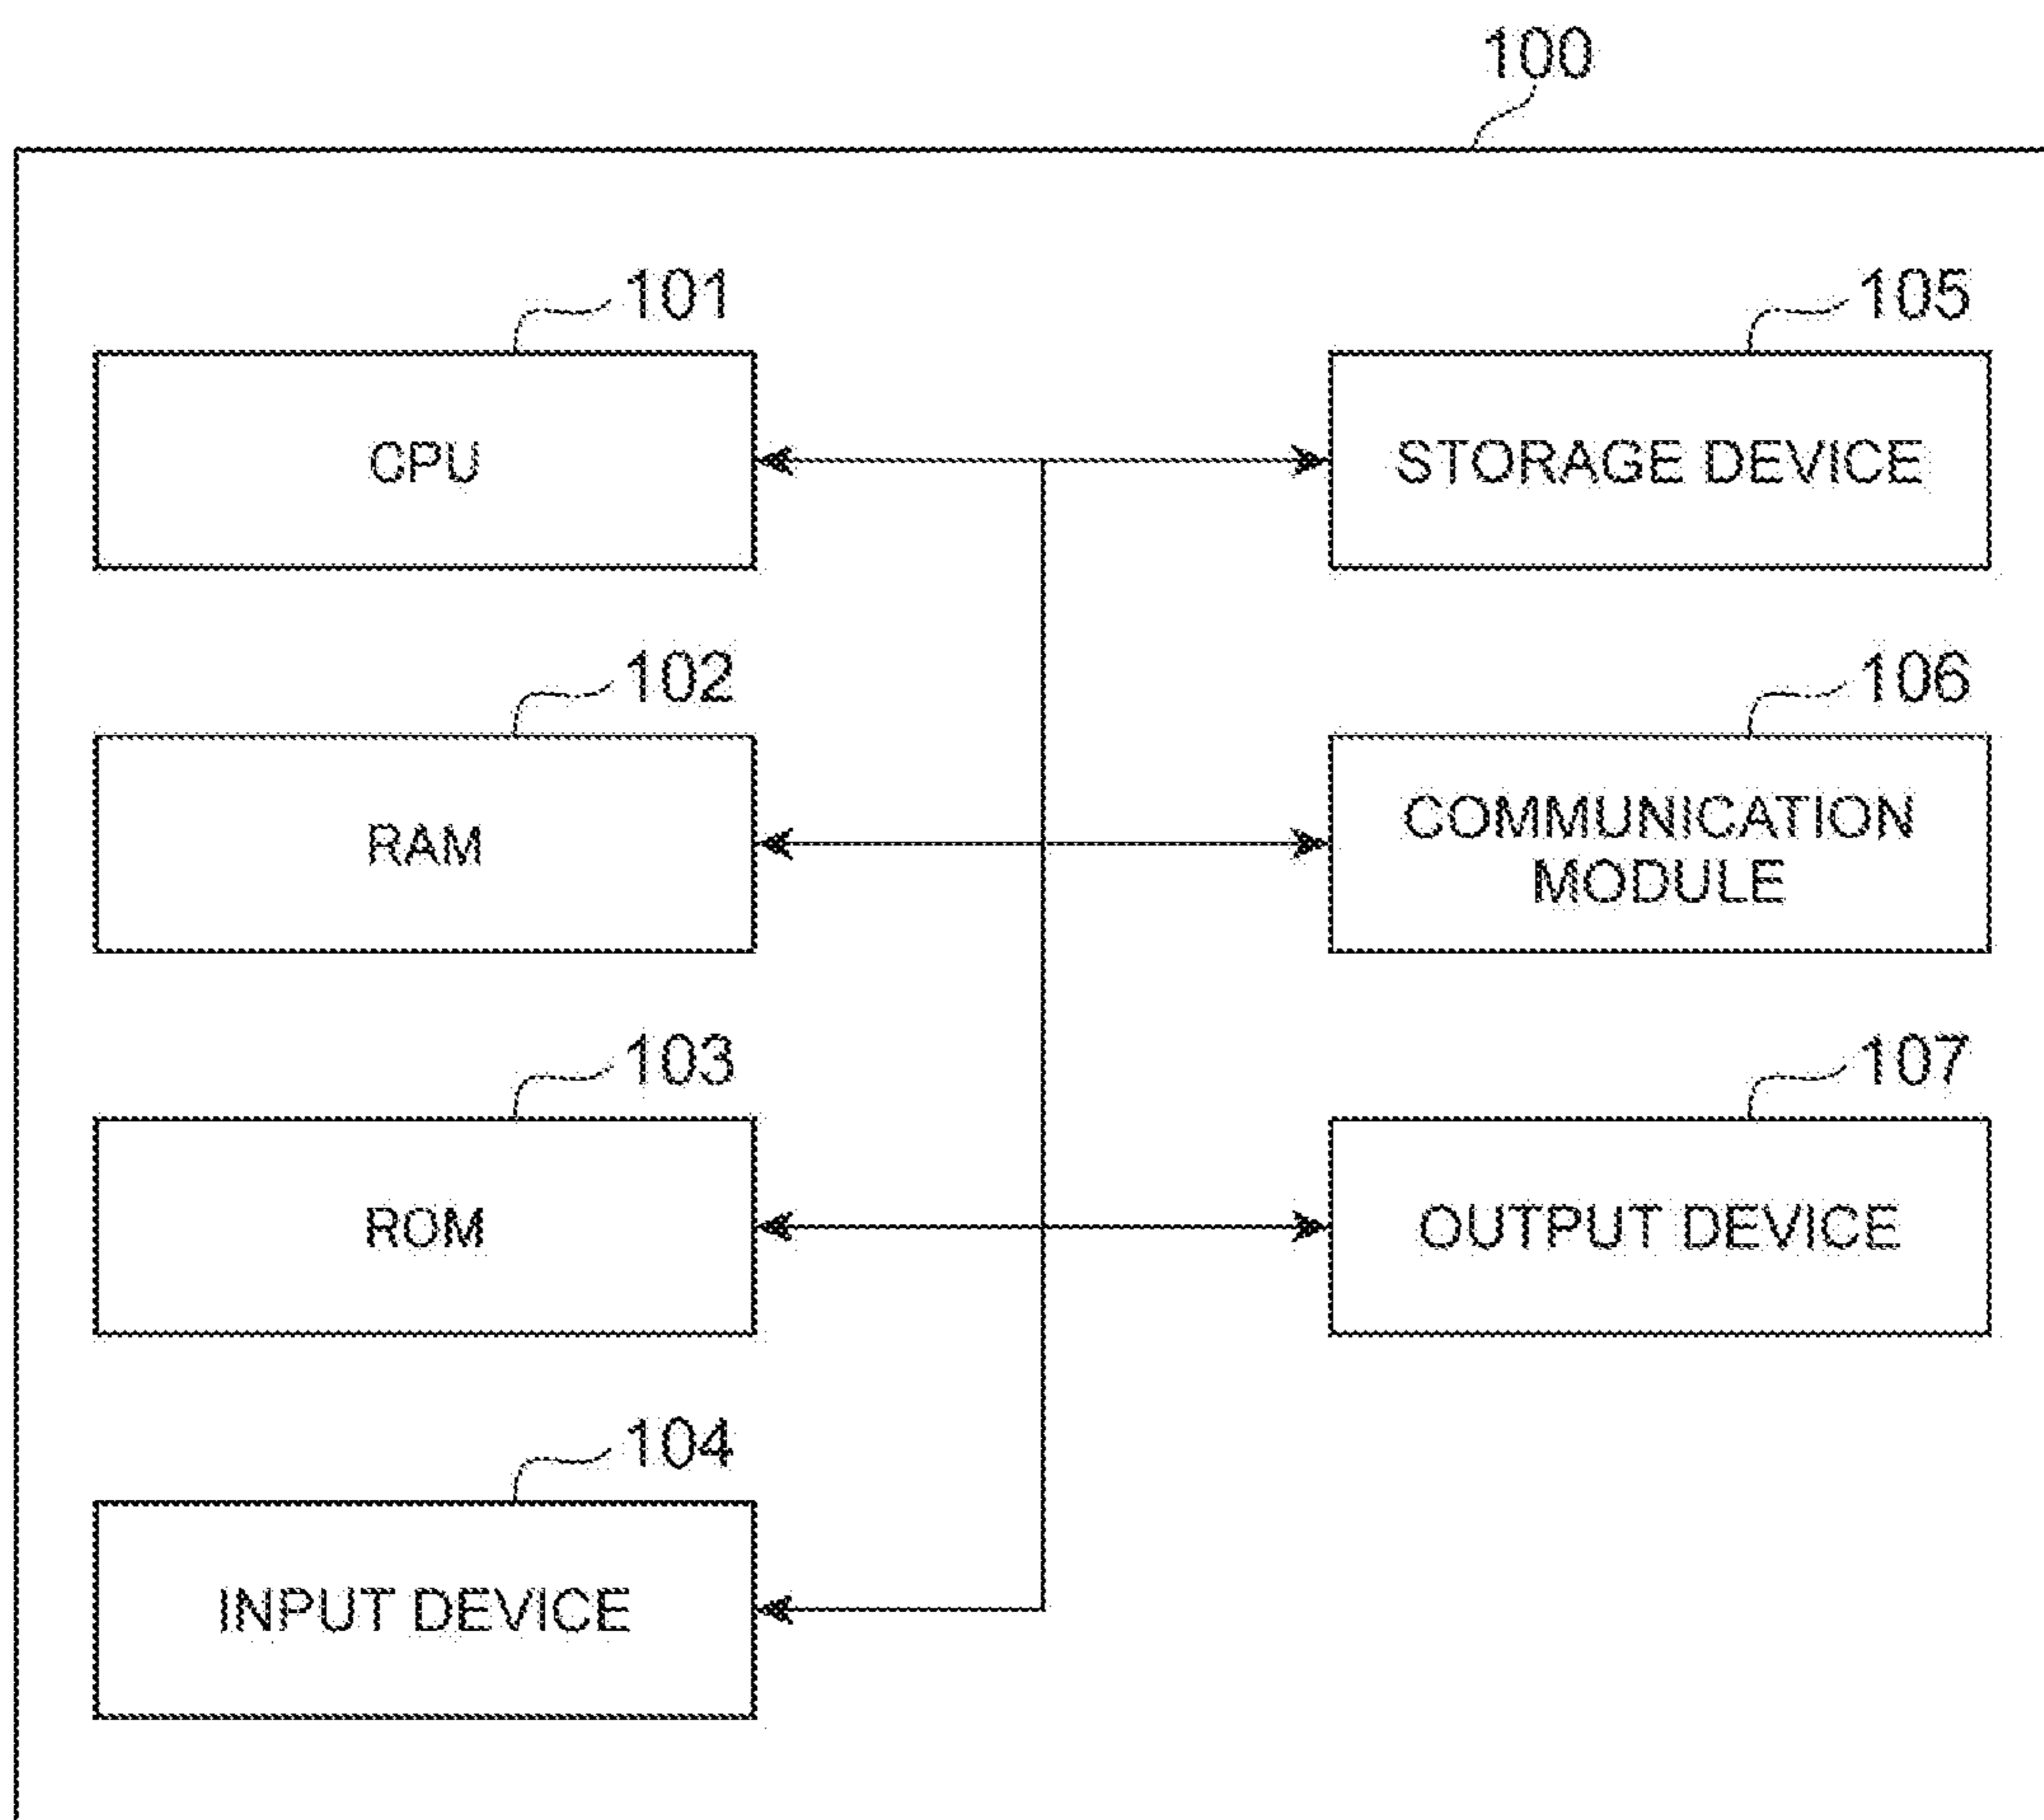 100
101
CPU
105
STORAGE DEVICE
102
RAM
106
COMMUNICATION
MODULE
103
ROM
107
OUTPUT DEVICE
104
INPUT DEVICE